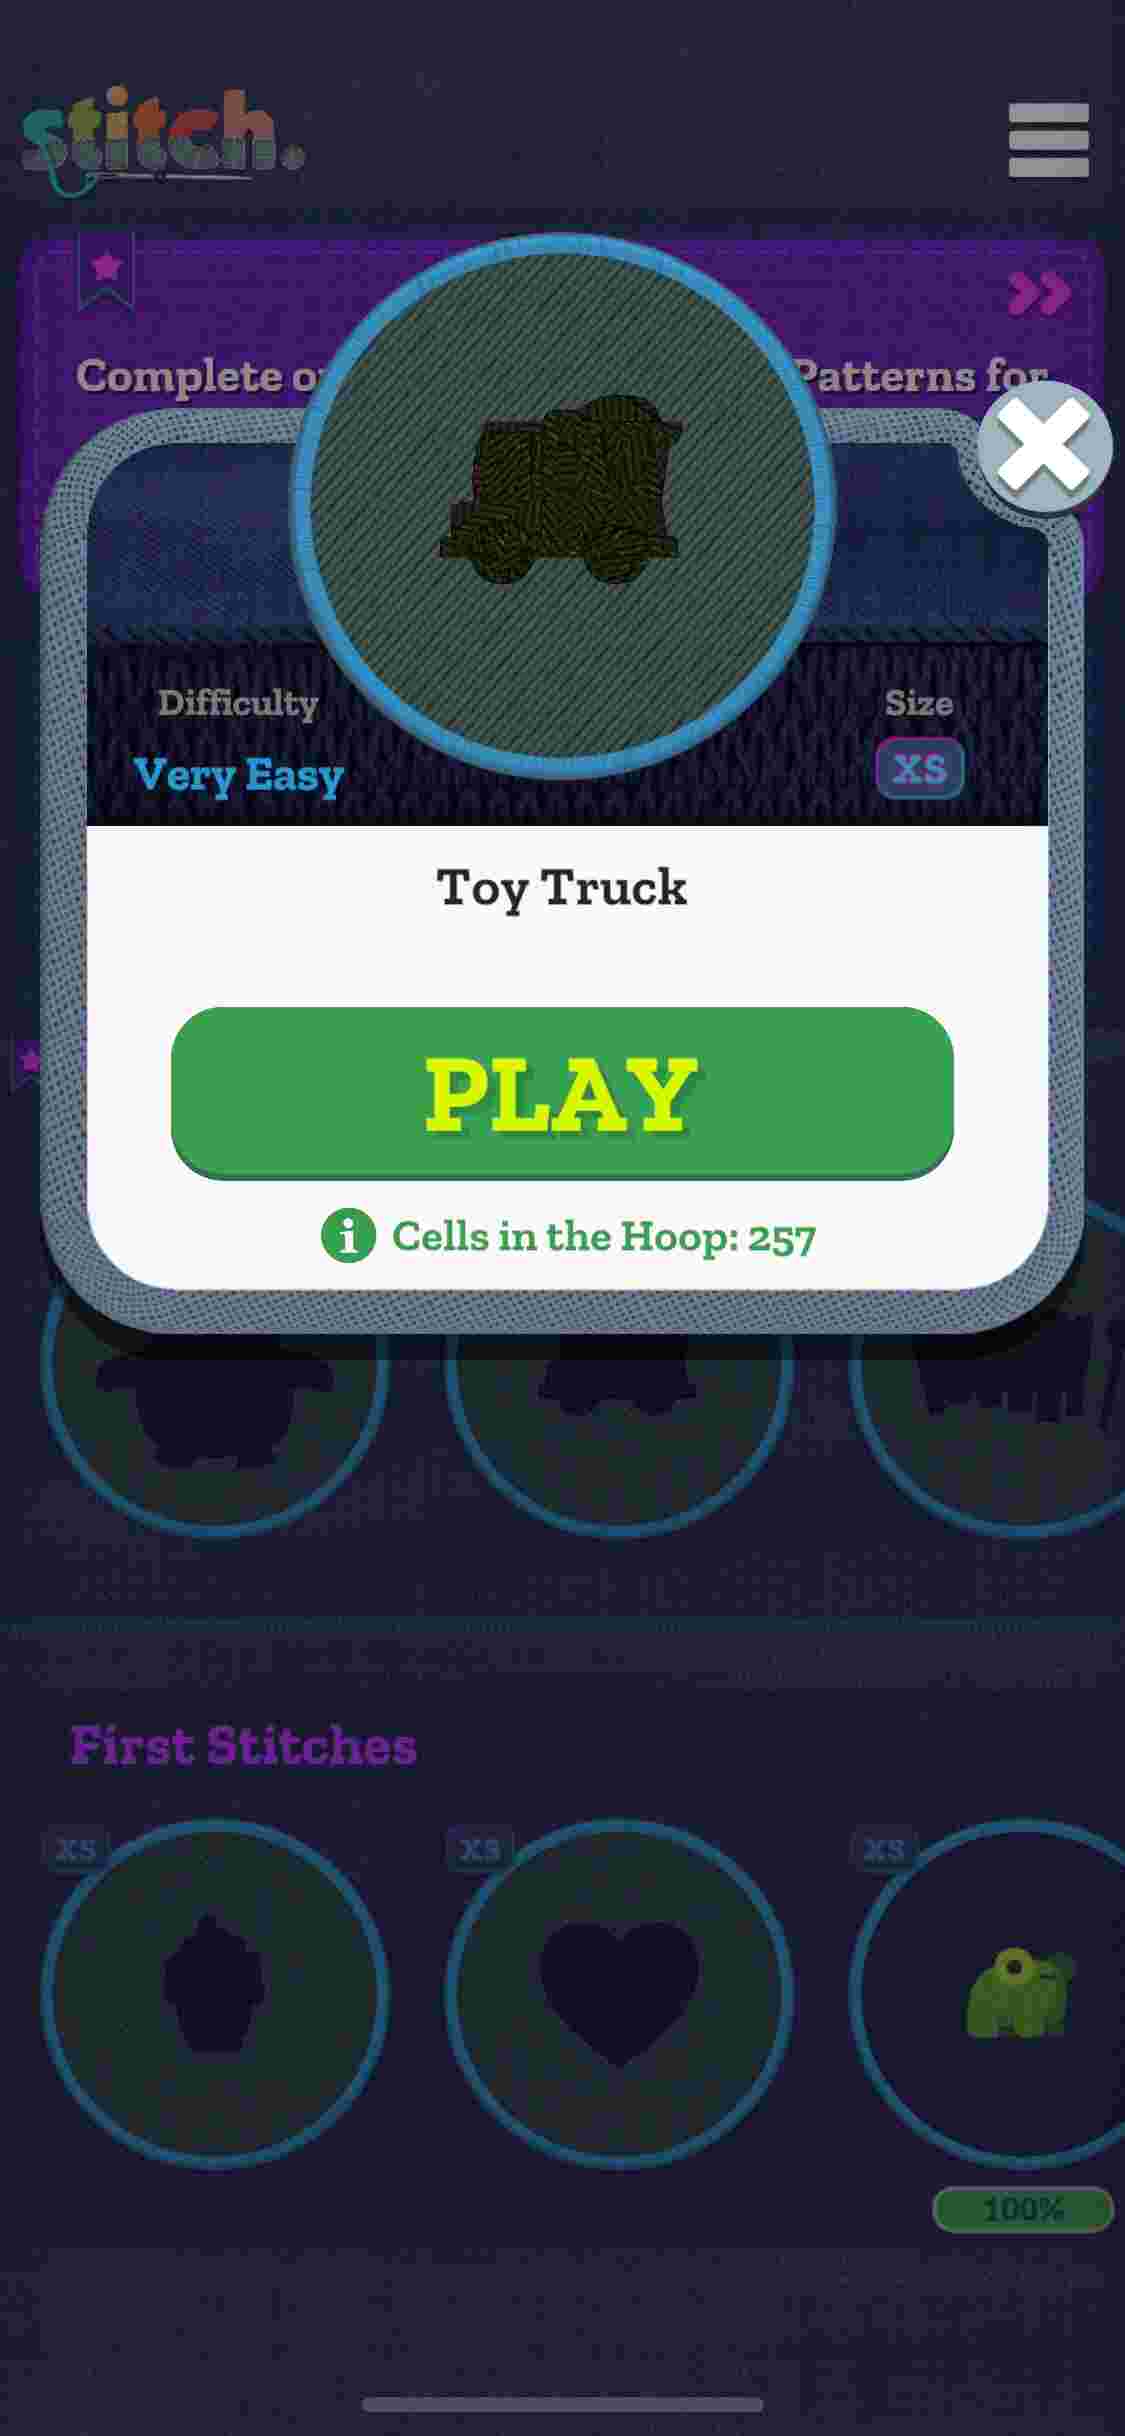 stitch.
Complete o
Patterns for
Difficulty
Very Easy
Size
XS
Toy Truck
PLAY
i Cells in the Hoop: 257
First Stitches
XS
XS
XS
100%